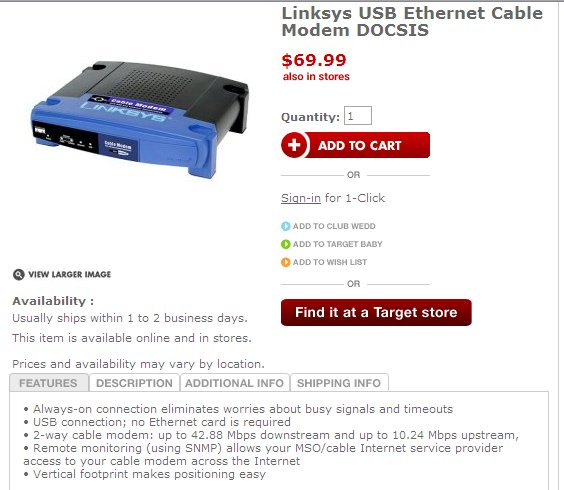 Linksys USB Ethernet Cable
Modem DOCSIS
$69.99
also in stores
Quantity: 1
ADD TO CART
OR
Sign-in for 1-Click
ADD TO CLUB WEDD
ADD TO TARGET BABY
ADD TO WISH LIST
OR
Find it at a Target store
Cable Modem
LINKSYS
Cable Modem
VIEW LARGER IMAGE
Availability :
Usually ships within 1 to 2 business days.
This item is available online and in stores.
Prices and availability may vary by location.
FEATURES DESCRIPTION ADDITIONAL INFO SHIPPING INFO
• Always-on connection eliminates worries about busy signals and timeouts
• USB connection; no Ethernet card is required
• 2-way cable modem: up to 42.88 Mbps downstream and up to 10.24 Mbps upstream,
• Remote monitoring (using SNMP) allows your MSO/cable Internet service provider
access to your cable modem across the Internet
• Vertical footprint makes positioning easy